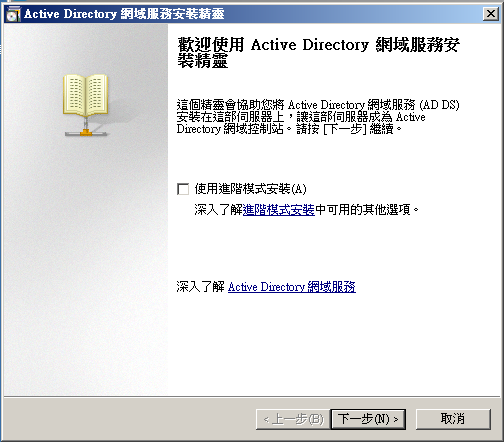 Active Directory 網域服務安裝精靈
歡迎使用 Active Directory 網域服務安
裝精靈
這個精靈會協助您將 Active Directory 網域服務 (AD DS)
安裝在這部伺服器上，讓這部伺服器成為 Active
Directory 網域控制站。請按 [下一步] 繼續。
使用進階模式安裝(A)
深入了解進階模式安裝中可用的其他選項。
深入了解 Active Directory 網域服務
< 上一步(B) 下一步(N) > 取消